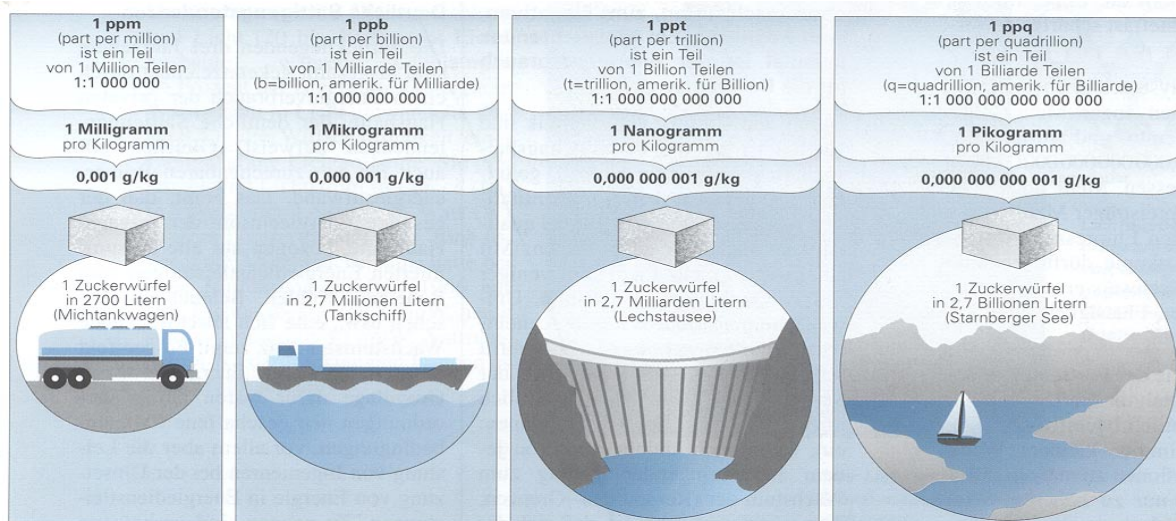 1 ppm
(part per million)
ist ein Teil
von 1 Million Teilen
1:1 000 000
1 Milligramm
pro Kilogramm
0,001 g/kg
1 Zuckerwürfel
in 2700 Litern
(Michtankwagen)
1 ppb
(part per billion)
ist ein Teil
von.1 Milliarde Teilen
(b=billion, amerik. für Milliarde)
1:1 000 000 000
1 Mikrogramm
pro Kilogramm
0,000 001 g/kg
1 Zuckerwürfel
in 2,7 Millionen Litern
(Tankschiff)
1 ppt
(part per trillion)
ist ein Teil
von 1 Billion Teilen
(t=trillion, amerik. für Billion)
1:1 000 000 000 000
1 Nanogramm
pro Kilogramm
0,000 000 001 g/kg
1 Zuckerwürfel
in 2,7 Milliarden Litern
(Lechstausee)
1 ppq
(part per quadrillion)
ist ein Teil
von 1 Billiarde Teilen
(q=quadrillion, amerik. für Billiarde)
1:1 000 000 000 000 000
1 Pikogramm
pro Kilogramm
0,000 000 000 001 g/kg
1 Zuckerwürfel
in 2,7 Billionen Litern
(Starnberger See)